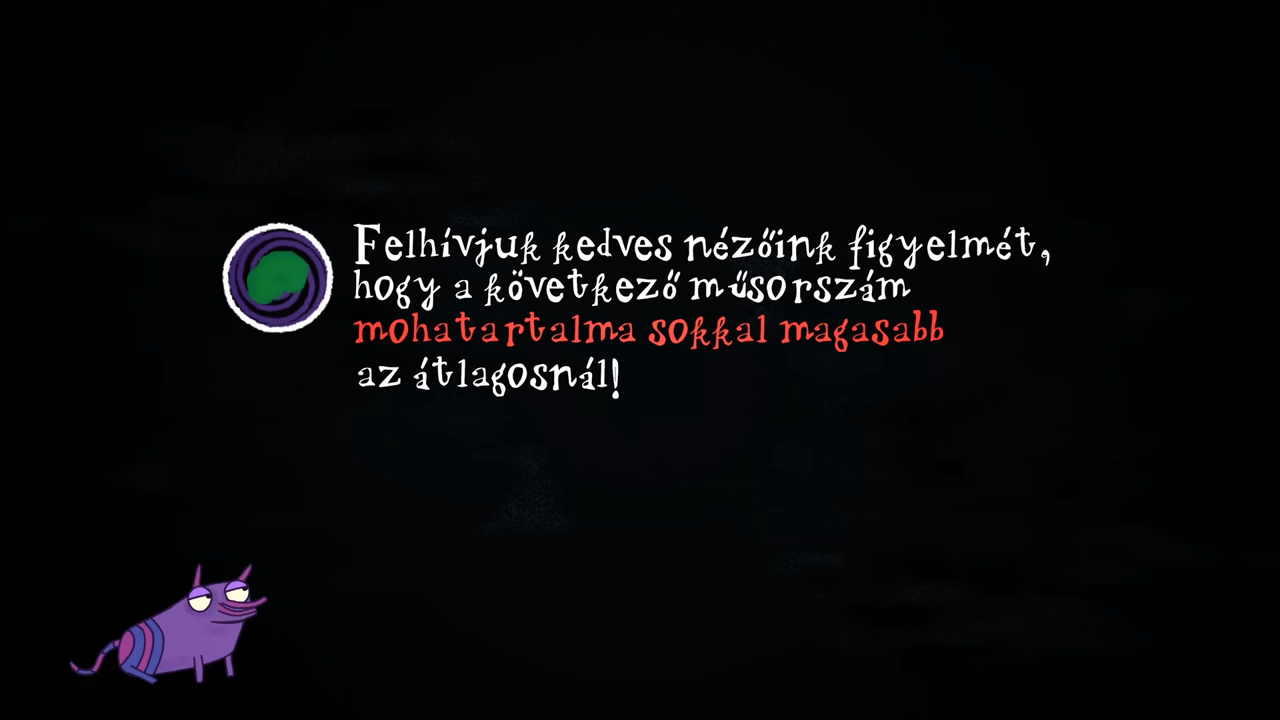 Felhívjuk kedves nézőink figyelmét,
hogy a következő műsorszám
mohatartalma sokkal magasabb
az átlagosnál!